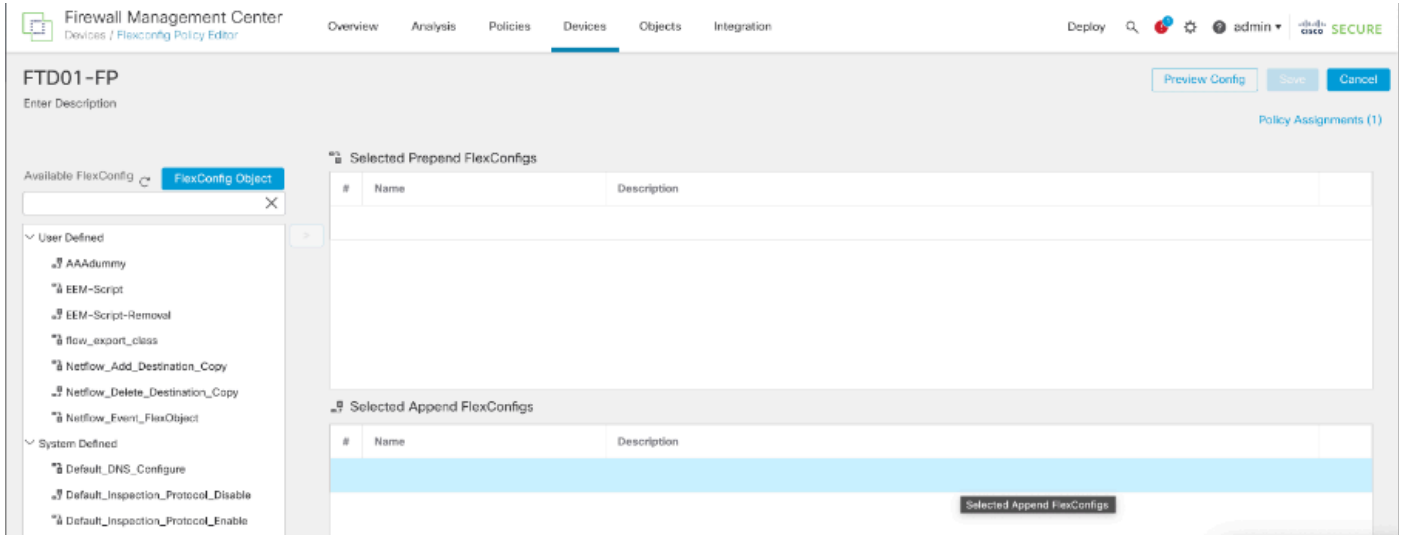 Firewall Management Center
Devices / Flexconfig Policy Editor
Overview Analysis Policies Devices Objects Integration Deploy admin cisco SECURE
FTD01-FP
Enter Description
Preview Config Save Cancel
Policy Assignments (1)
Available FlexConfig FlexConfig Object
User Defined
AAAdummy
EEM-Script
EEM-Script-Removal
flow_export_class
Netflow_Add_Destination_Copy
Netflow_Delete_Destination_Copy
Netflow_Event_FlexObject
System Defined
Default_DNS_Configure
Default_Inspection_Protocol_Disable
Default_Inspection_Protocol_Enable
Selected Prepend FlexConfigs
# Name Description
Selected Append FlexConfigs
# Name Description
Selected Append FlexConfigs